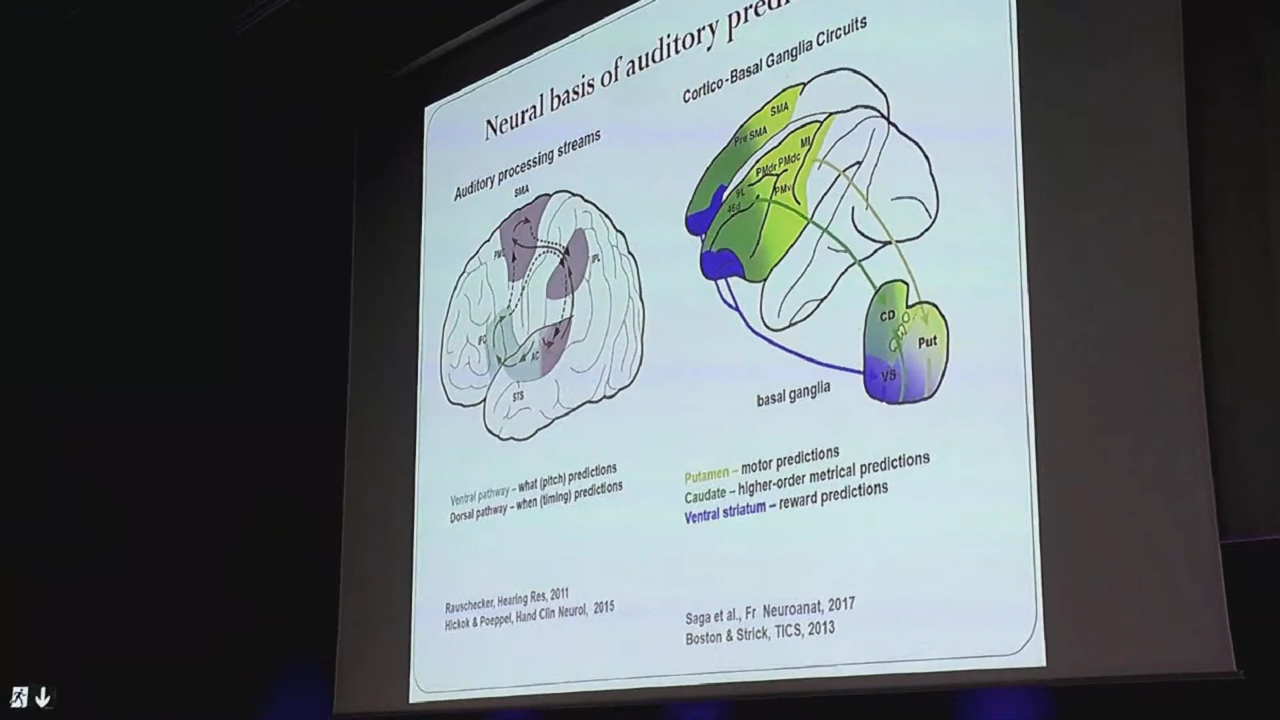 Neural basis of auditory
Auditory processing streams
SMA
IPL
AC
STS
Ventral pathway – what (pitch) predictions
Dorsal pathway – when (timing) predictions
Rauschecker, Hearing Res, 2011
Hickok & Poeppel, Hand Clin Neurol, 2015
Cortico-Basal Ganglia Circuits
SMA
Pre SMA
MI
PMdr PMdc
PMv
9L
46d
CD
Put
VS
basal ganglia
Putamen – motor predictions
Caudate – higher-order metrical predictions
Ventral striatum – reward predictions
Saga et al., Fr Neuroanat, 2017
Boston & Strick, TICS, 2013